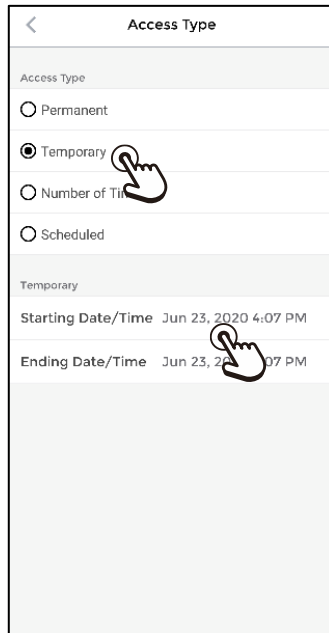 Access Type
Access Type
Permanent
Temporary
Number of
Scheduled
Temporary
Starting Date/Time Jun 23, 2020 4:07 PM
Ending Date/Time Jun 23, 07 PM